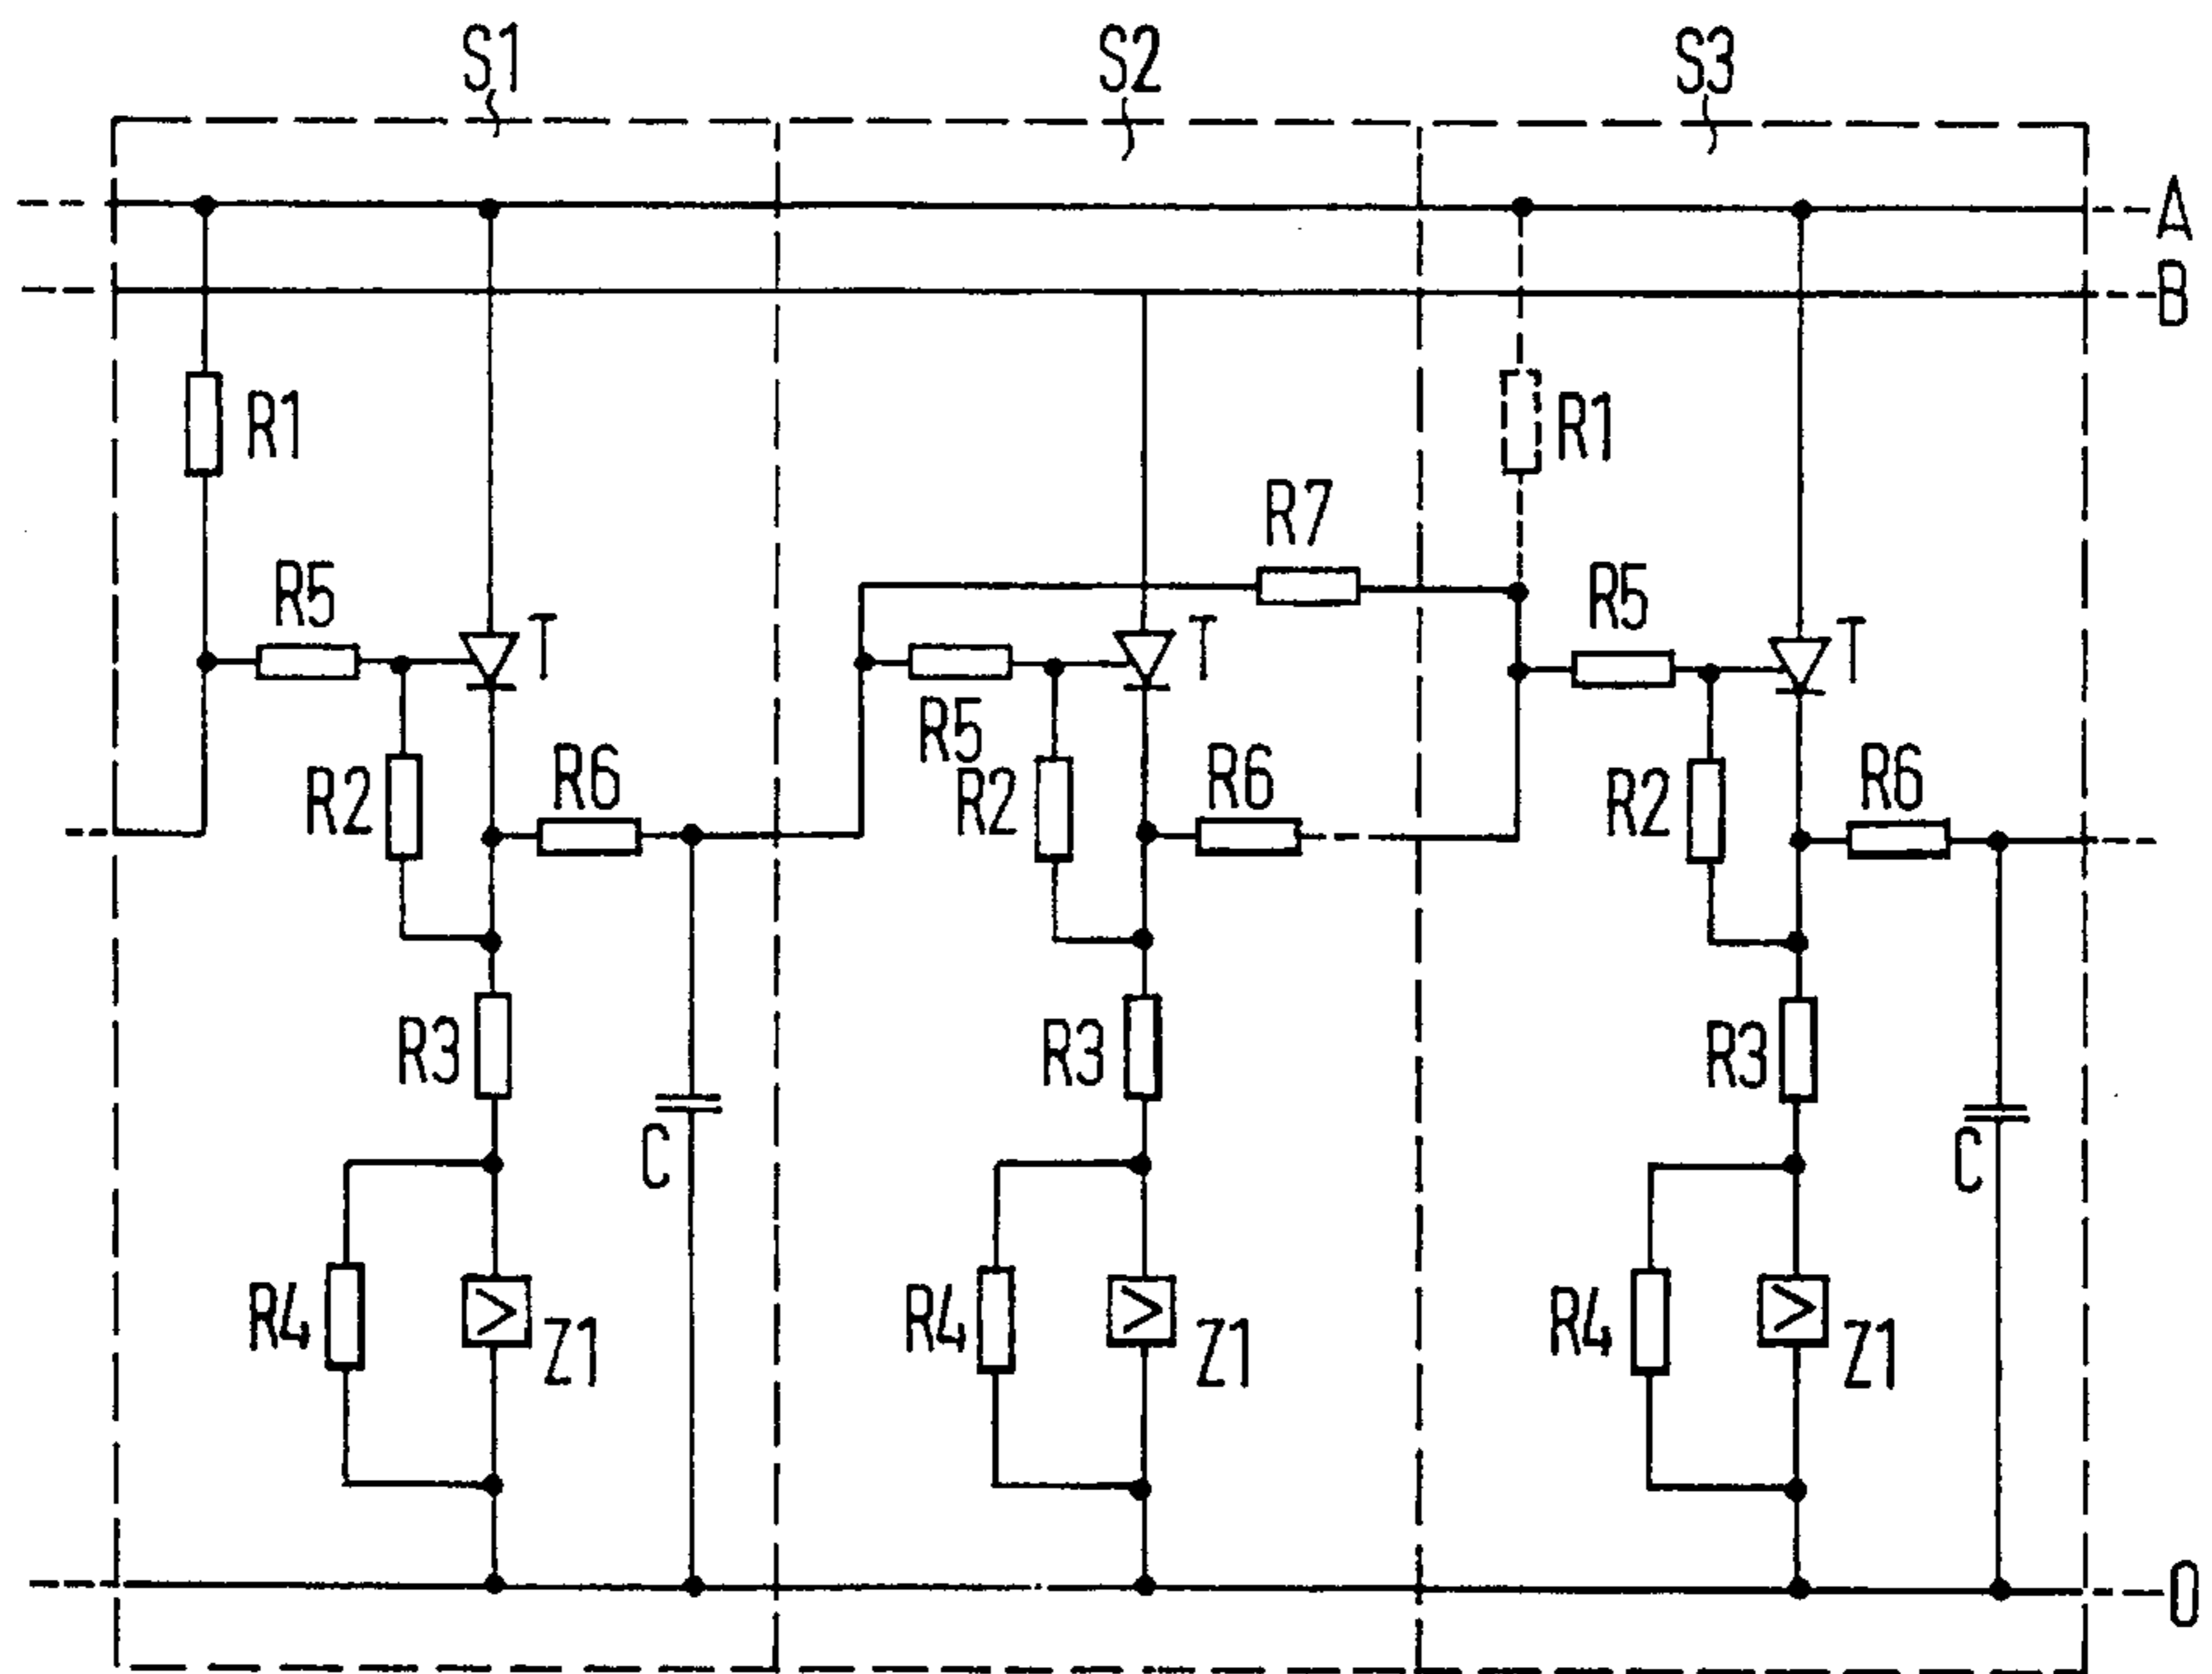 S1 S2 S3
A
B
R1 R1
R7
R5 R5
T T T
R5
R2 R6 R2 R6 R2 R6
R3 R3 R3
C C
R4 Z1 R4 Z1 R4 Z1
0